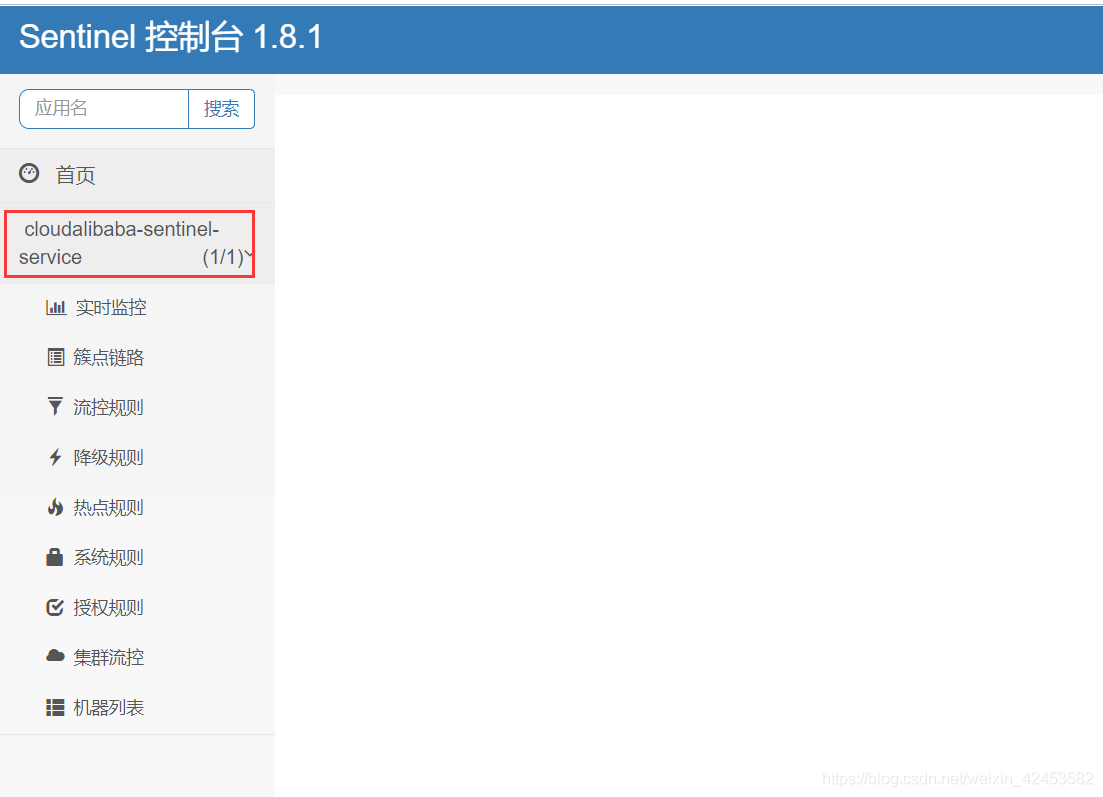 Sentinel 控制台 1.8.1
应用名 搜索
首页
cloudalibaba-sentinel-
service (1/1)
实时监控
簇点链路
流控规则
降级规则
热点规则
系统规则
授权规则
集群流控
机器列表
https://blog.csdn.net/weixin_42453582